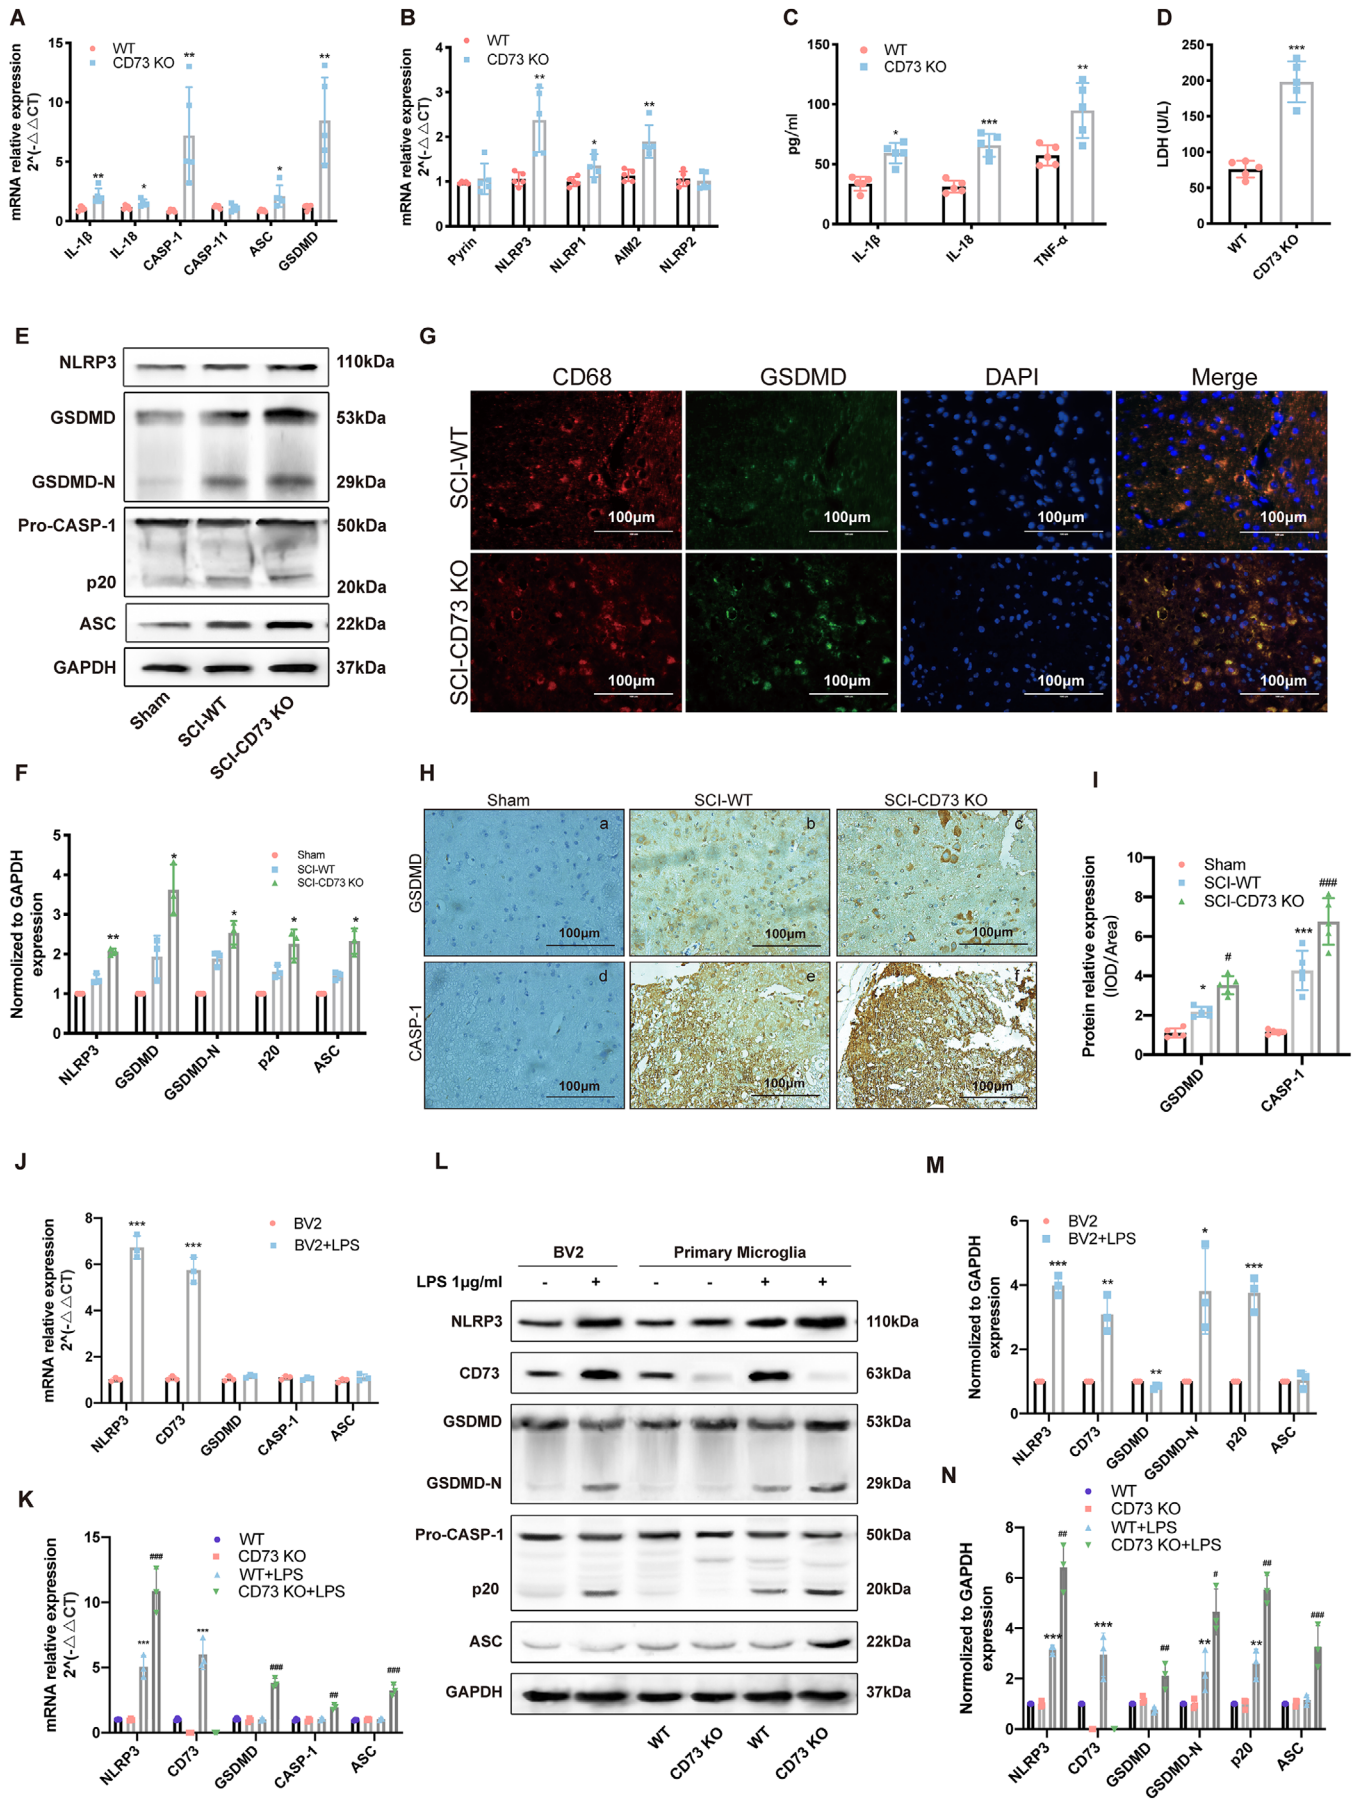 A
mRNA relative expression
2^(-△△CT)
15
10
5
0
WT
CD73 KO
**
*
**
*
**
IL-1β
IL-18
CASP-1
CASP-11
ASC
GSDMD
B
mRNA relative expression
2^(-△△CT)
4
3
2
1
0
WT
CD73 KO
**
*
**
Pyrin
NLRP3
NLRP1
AIM2
NLRP2
C
pg/ml
150
100
50
0
WT
CD73 KO
*
***
**
IL-1β
IL-18
TNF-α
D
LDH (U/L)
250
200
150
100
50
0
***
WT
CD73 KO
E
NLRP3 110kDa
GSDMD 53kDa
GSDMD-N 29kDa
Pro-CASP-1 50kDa
p20 20kDa
ASC 22kDa
GAPDH 37kDa
Sham
SCI-WT
SCI-CD73 KO
G
CD68 GSDMD DAPI Merge
SCI-WT
100μm 100μm 100μm 100μm
SCI-CD73 KO
100μm 100μm 100μm 100μm
F
Normolized to GAPDH
expression
5
4
3
2
1
0
Sham
SCI-WT
SCI-CD73 KO
**
*
*
*
*
NLRP3
GSDMD
GSDMD-N
p20
ASC
H
Sham SCI-WT SCI-CD73 KO
GSDMD
a b c
100μm 100μm 100μm
CASP-1
d e f
100μm 100μm 100μm
I
Protein relative expression
(IOD/Area)
10
8
6
4
2
0
Sham
SCI-WT
SCI-CD73 KO
*
#
***
###
GSDMD
CASP-1
J
mRNA relative expression
2^(-△△CT)
8
6
4
2
0
BV2
BV2+LPS
***
***
NLRP3
CD73
GSDMD
CASP-1
ASC
K
mRNA relative expression
2^(-△△CT)
15
10
5
0
WT
CD73 KO
WT+LPS
CD73 KO+LPS
***
###
***
###
##
###
NLRP3
CD73
GSDMD
CASP-1
ASC
L
BV2 Primary Microglia
LPS 1μg/ml - + - - + +
NLRP3 110kDa
CD73 63kDa
GSDMD 53kDa
GSDMD-N 29kDa
Pro-CASP-1 50kDa
p20 20kDa
ASC 22kDa
GAPDH 37kDa
WT
CD73 KO
WT
CD73 KO
M
Normolized to GAPDH
expression
6
4
2
0
BV2
BV2+LPS
***
**
**
*
***
NLRP3
CD73
GSDMD
GSDMD-N
p20
ASC
N
Normolized to GAPDH
expression
8
6
4
2
0
WT
CD73 KO
WT+LPS
CD73 KO+LPS
***
##
***
##
**
#
**
##
###
NLRP3
CD73
GSDMD
GSDMD-N
p20
ASC